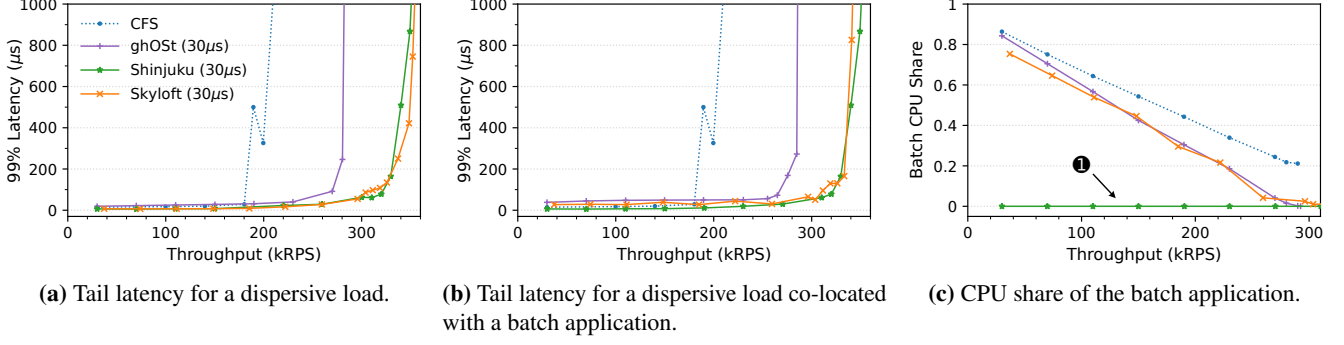 1000
800
600
400
200
0
99% Latency (μs)
CFS
ghOSt (30μs)
Shinjuku (30μs)
Skyloft (30μs)
0
100
200
300
Throughput (kRPS)
(a) Tail latency for a dispersive load.
1000
800
600
400
200
0
99% Latency (μs)
0
100
200
300
Throughput (kRPS)
(b) Tail latency for a dispersive load co-located
with a batch application.
1
0.8
0.6
0.4
0.2
0
Batch CPU Share
1
0
100
200
300
Throughput (kRPS)
(c) CPU share of the batch application.